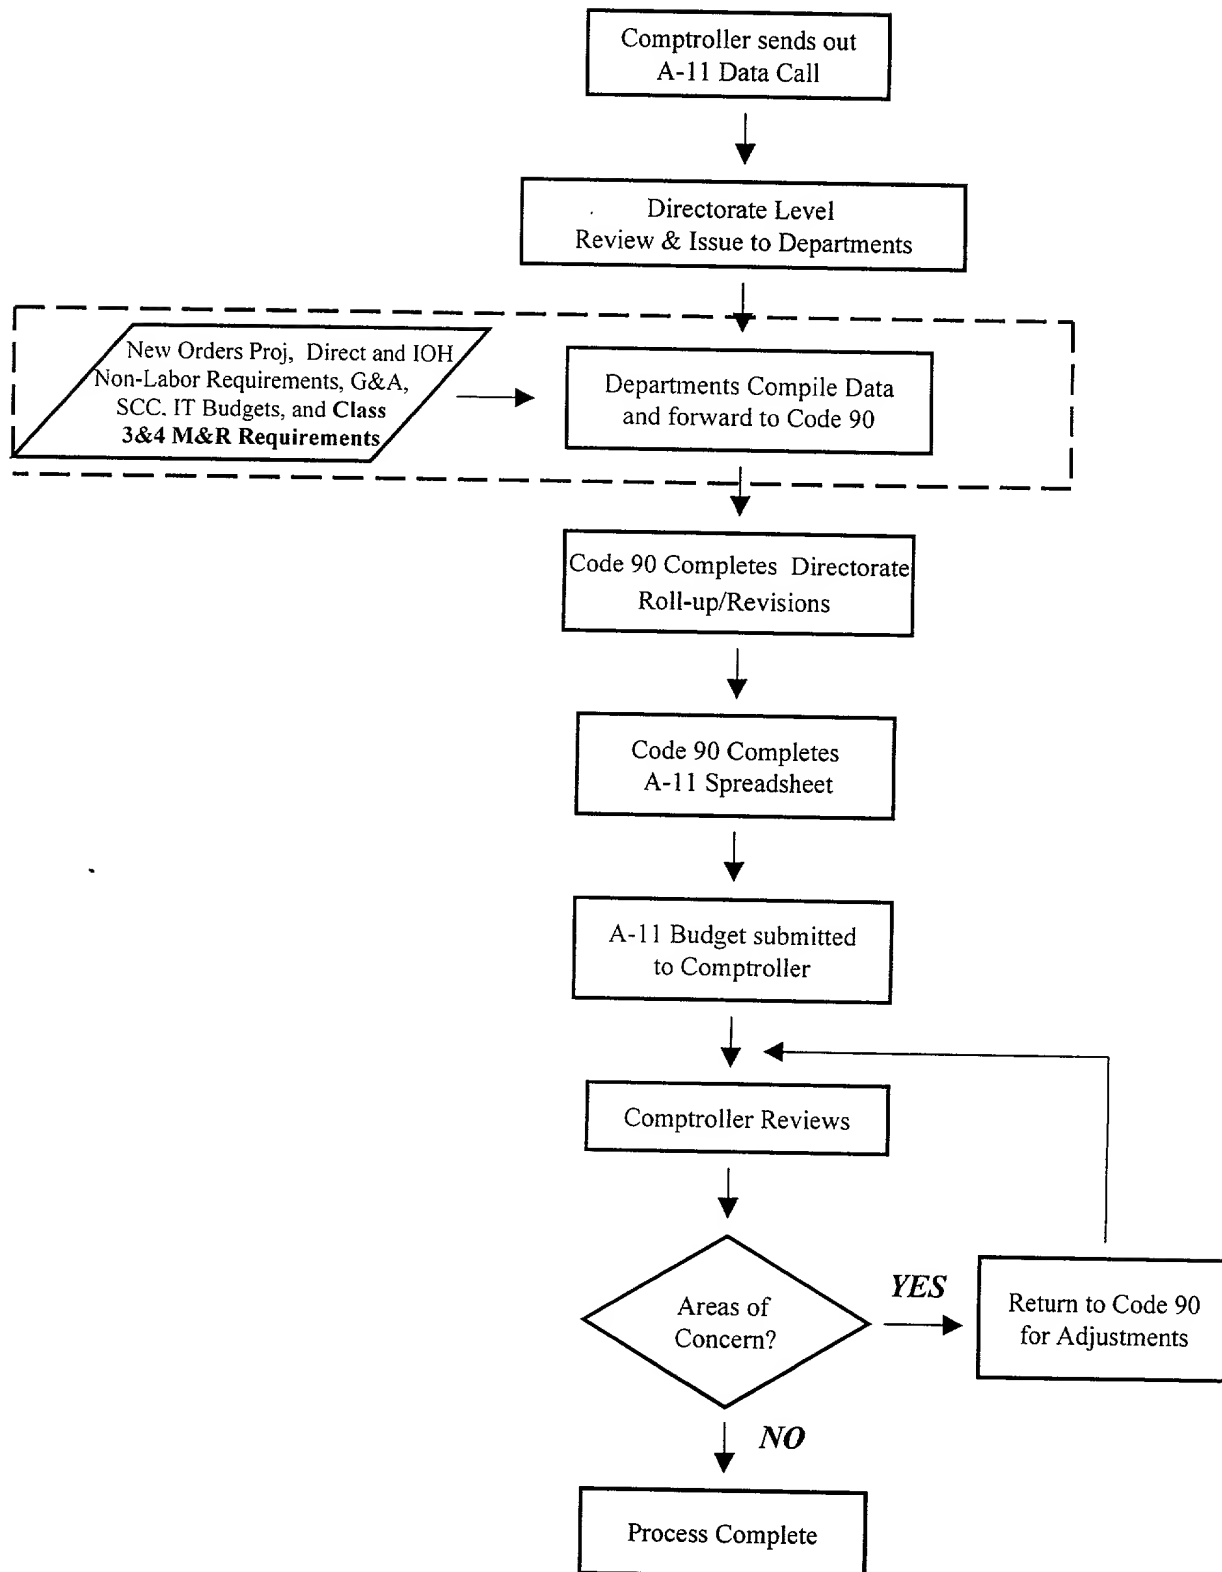 Comptroller sends out
A-11 Data Call
Directorate Level
Review & Issue to Departments
New Orders Proj, Direct and IOH
Non-Labor Requirements, G&A,
SCC. IT Budgets, and Class
3&4 M&R Requirements
Departments Compile Data
and forward to Code 90
Code 90 Completes Directorate
Roll-up/Revisions
Code 90 Completes
A-11 Spreadsheet
A-11 Budget submitted
to Comptroller
Comptroller Reviews
Areas of
Concern?
YES
Return to Code 90
for Adjustments
NO
Process Complete